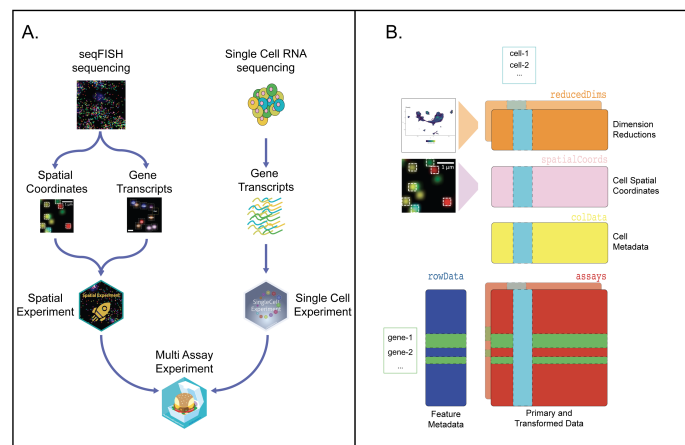 A.
seqFISH
sequencing
Single Cell RNA
sequencing
Spatial
Coordinates
Gene
Transcripts
Gene
Transcripts
Spatial
Experiment
Spatial Experiment
SingleCell
Experiment
Single Cell
Experiment
Multi Assay
Experiment
B.
cell-1
cell-2
...
reducedDims
Dimension
Reductions
1 μm
spatialCoords
Cell Spatial
Coordinates
colData
Cell
Metadata
rowData
assays
gene-1
gene-2
...
Feature
Metadata
Primary and
Transformed Data